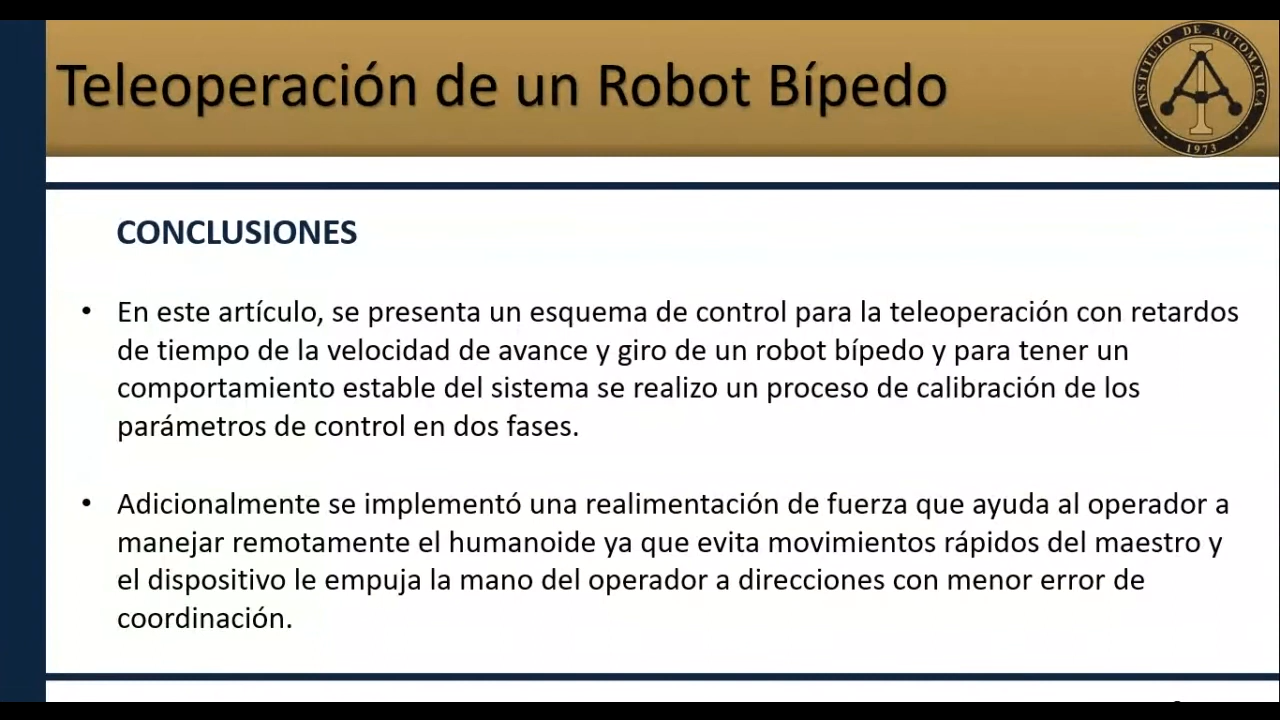 Teleoperación de un Robot Bípedo
INSTITUTO DE AUTOMATICA
1973
CONCLUSIONES
• En este artículo, se presenta un esquema de control para la teleoperación con retardos
de tiempo de la velocidad de avance y giro de un robot bípedo y para tener un
comportamiento estable del sistema se realizo un proceso de calibración de los
parámetros de control en dos fases.
• Adicionalmente se implementó una realimentación de fuerza que ayuda al operador a
manejar remotamente el humanoide ya que evita movimientos rápidos del maestro y
el dispositivo le empuja la mano del operador a direcciones con menor error de
coordinación.